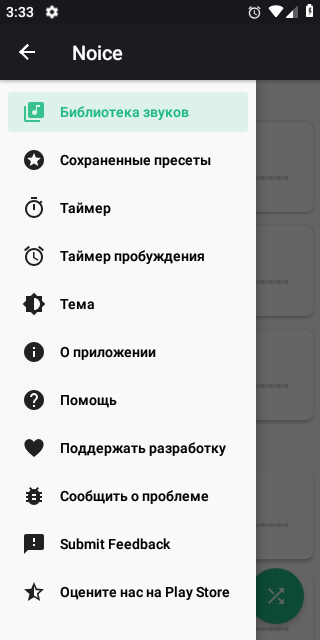 3:33
Noice
Библиотека звуков
Сохраненные пресеты
Таймер
Таймер пробуждения
Тема
О приложении
Помощь
Поддержать разработку
Сообщить о проблеме
Submit Feedback
Оцените нас на Play Store